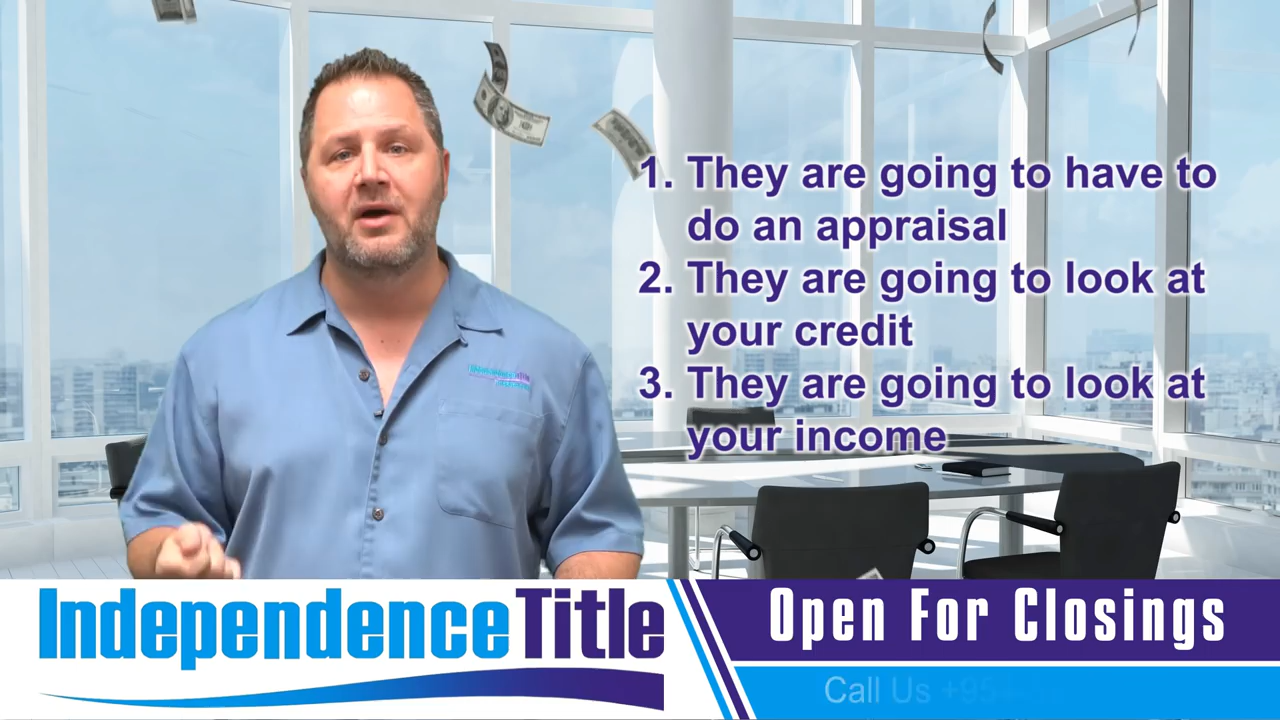 1. They are going to have to
do an appraisal
2. They are going to look at
your credit
3. They are going to look at
your income
IndependenceTitle
Open For Closings
Call Us